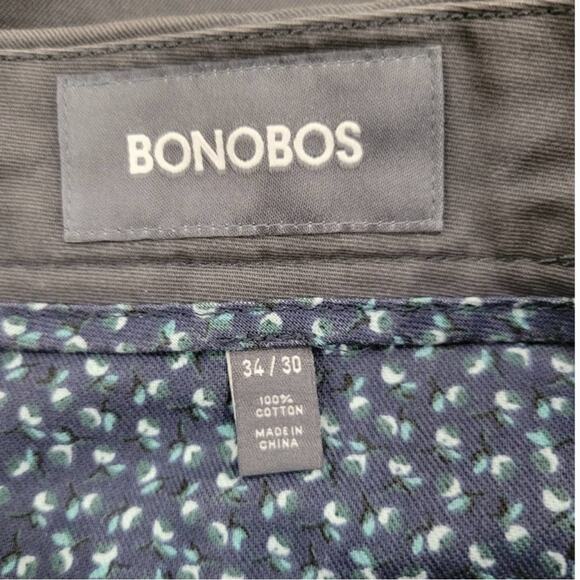 BONOBOS
34 / 30
100%
COTTON
MADE IN
CHINA